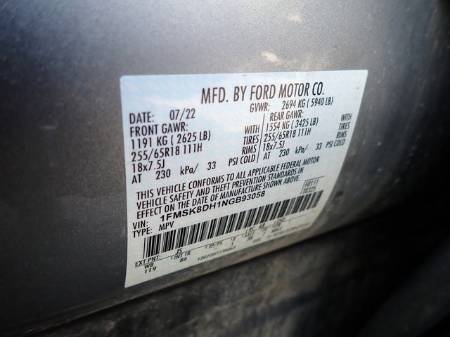 MFD. BY FORD MOTOR CO.
DATE: 07/22 GVWR: 2694 KG (5940 LB)
FRONT GAWR: REAR GAWR:
1191 KG (2625 LB) 1554 KG (3425 LB)
255/65R18 111H TIRES 255/65R18 111H TIRES
18x7.5J RIMS 18x7.5J
AT 230 kPa/ 33 PSI COLD AT 230 kPa/ 33 PSI COLD
THIS VEHICLE CONFORMS TO ALL APPLICABLE FEDERAL MOTOR
VEHICLE SAFETY AND THEFT PREVENTION STANDARDS
IN EFFECT ON THE DATE OF MANUFACTURE SHOWN ABOVE.
VIN: 1FMSK8DH1NGB93058
TYPE: MPV
EXT PNT:
119